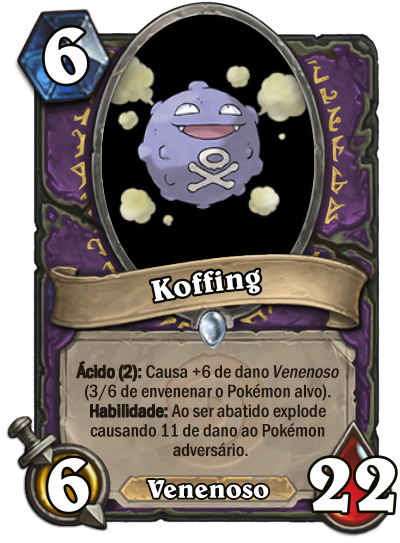 6
Koffing
Ácido (2): Causa +6 de dano Venenoso
(3/6 de envenenar o Pokémon alvo).
Habilidade: Ao ser abatido explode
causando 11 de dano ao Pokémon
adversário.
6
Venenoso
22